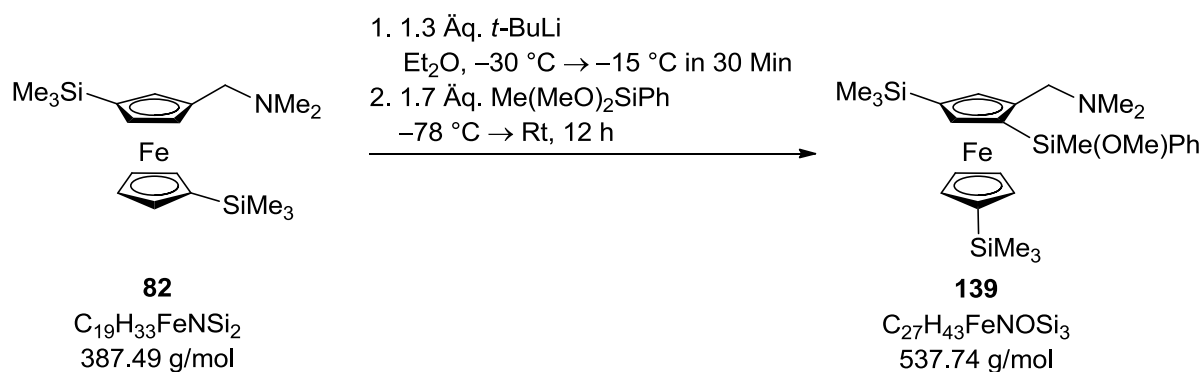 1. 1.3 Äq. t-BuLi
Et₂O, –30 °C → –15 °C in 30 Min
2. 1.7 Äq. Me(MeO)₂SiPh
–78 °C → Rt, 12 h
Me₃Si
NMe₂
Fe
SiMe₃
82
C₁₉H₃₃FeNSi₂
387.49 g/mol
Me₃Si
NMe₂
SiMe(OMe)Ph
Fe
SiMe₃
139
C₂₇H₄₃FeNOSi₃
537.74 g/mol